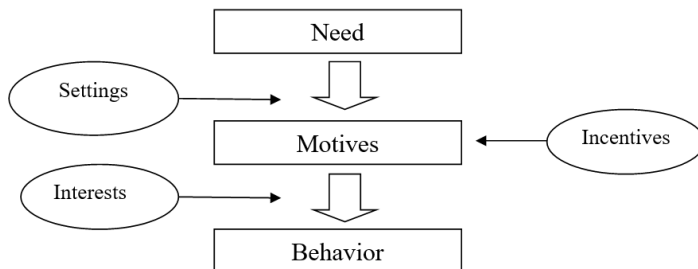 Need
Settings
Motives
Incentives
Interests
Behavior